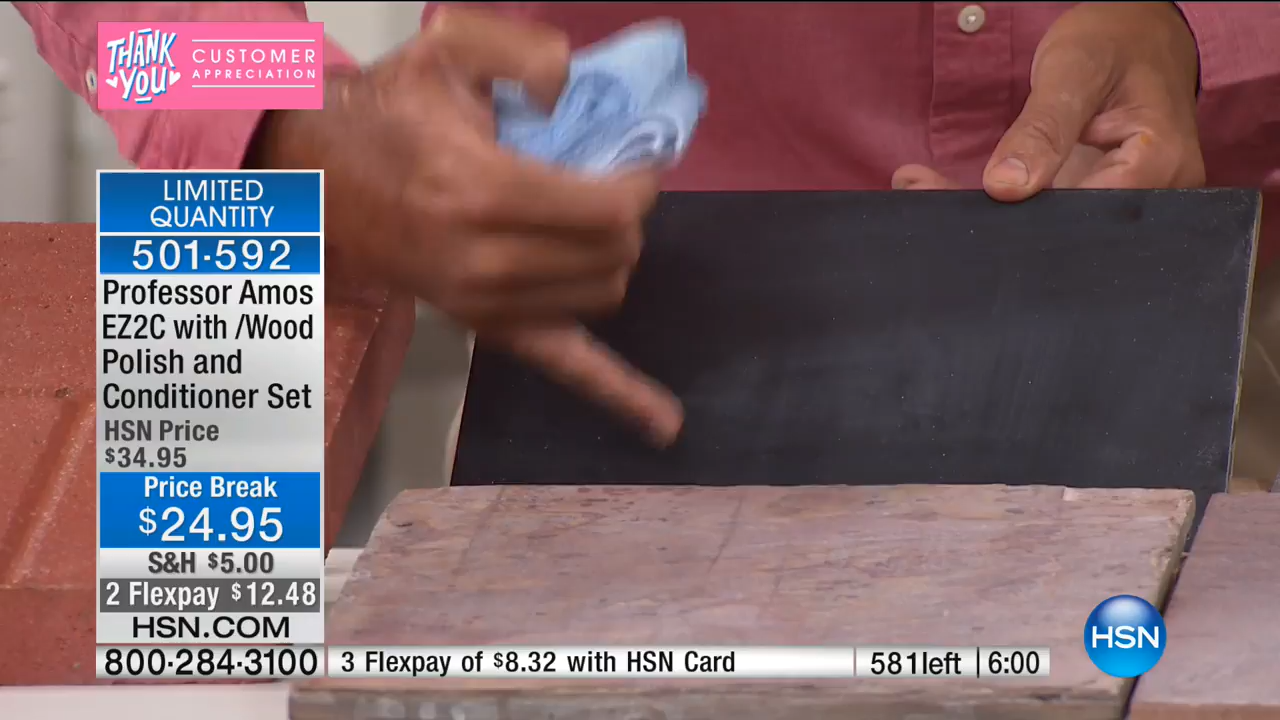 THANK YOU
CUSTOMER
APPRECIATION
LIMITED
QUANTITY
501·592
Professor Amos
EZ2C with /Wood
Polish and
Conditioner Set
HSN Price
$34.95
Price Break
$24.95
S&H $5.00
2 Flexpay $12.48
HSN.COM
800·284·3100
3 Flexpay of $8.32 with HSN Card
581left
6:00
HSN